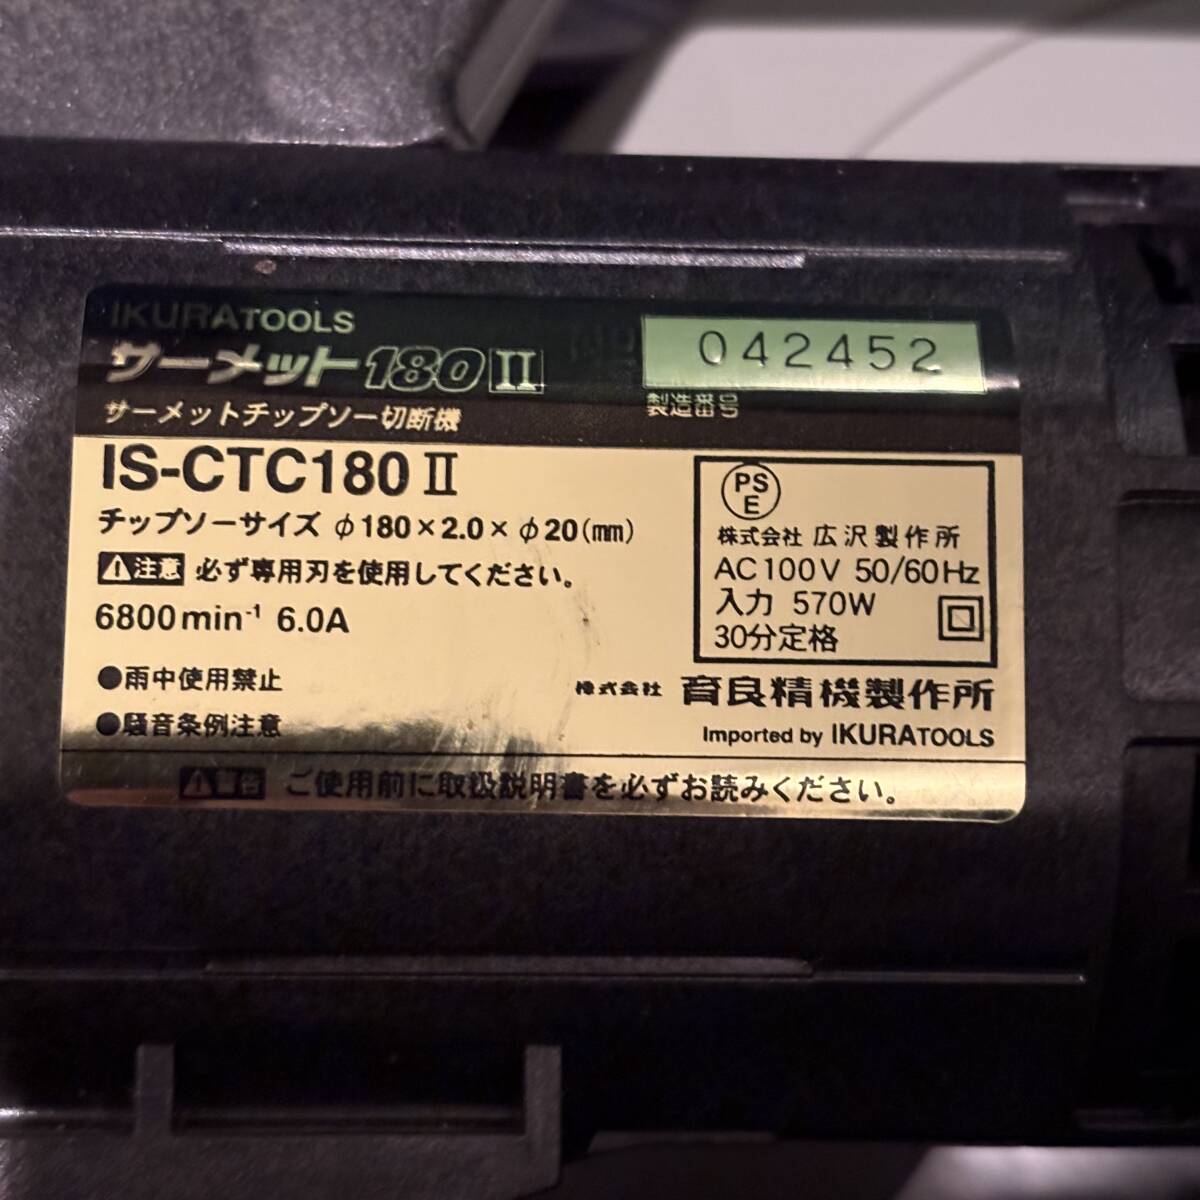 IKURATOOLS
サーメット180 II
サーメットチップソー切断機
No. 042452
製造番号
IS-CTC180 II
チップソーサイズ φ180×2.0×φ20(mm)
⚠注意 必ず専用刃を使用してください。
6800min⁻¹ 6.0A
●雨中使用禁止
●騒音条例注意
PS
E
株式会社 広沢製作所
AC100V 50/60Hz
入力 570W
30分定格
株式会社 育良精機製作所
Imported by IKURATOOLS
⚠警告 ご使用前に取扱説明書を必ずお読みください。